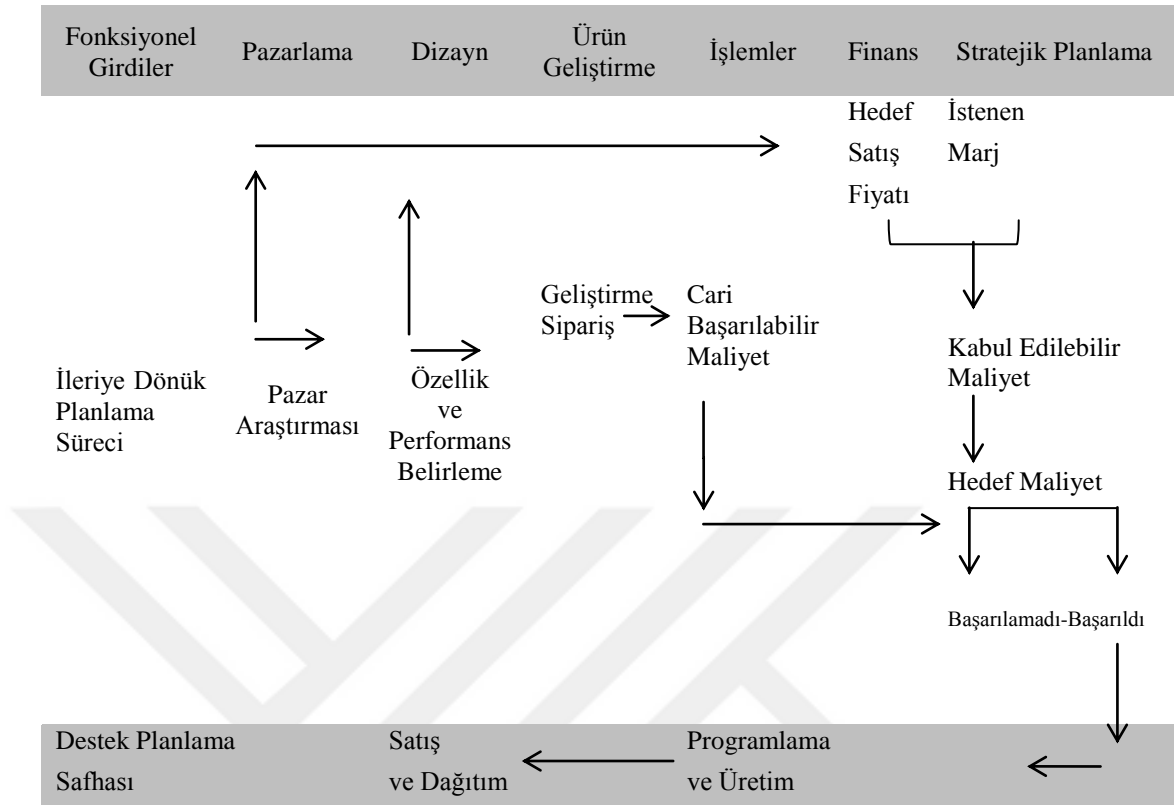 Fonksiyonel
Girdiler
Pazarlama
Dizayn
Ürün
Geliştirme
İşlemler
Finans
Stratejik Planlama
Hedef
Satış
Fiyatı
İstenen
Marj
Geliştirme
Sipariş
Cari
Başarılabilir
Maliyet
Kabul Edilebilir
Maliyet
İleriye Dönük
Planlama
Süreci
Pazar
Araştırması
Özellik
ve
Performans
Belirleme
Hedef Maliyet
Başarılamadı-Başarıldı
Destek Planlama
Safhası
Satış
ve Dağıtım
Programlama
ve Üretim